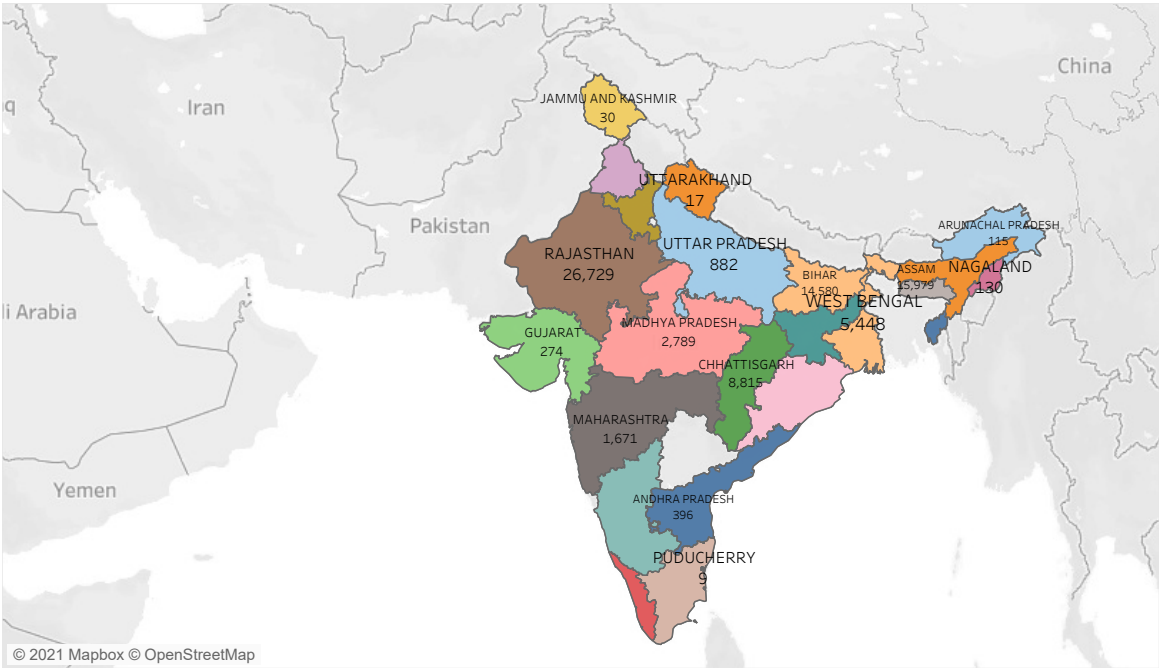 China
Iran
q
JAMMU AND KASHMIR
30
UTTARAKHAND
17
Pakistan
ARUNACHAL PRADESH
115
RAJASTHAN
26,729
UTTAR PRADESH
882
BIHAR
14,580
ASSAM
15,979
NAGALAND
130
di Arabia
WEST BENGAL
5,448
GUJARAT
274
MADHYA PRADESH
2,789
CHHATTISGARH
8,815
MAHARASHTRA
1,671
Yemen
ANDHRA PRADESH
396
PUDUCHERRY
9
© 2021 Mapbox © OpenStreetMap